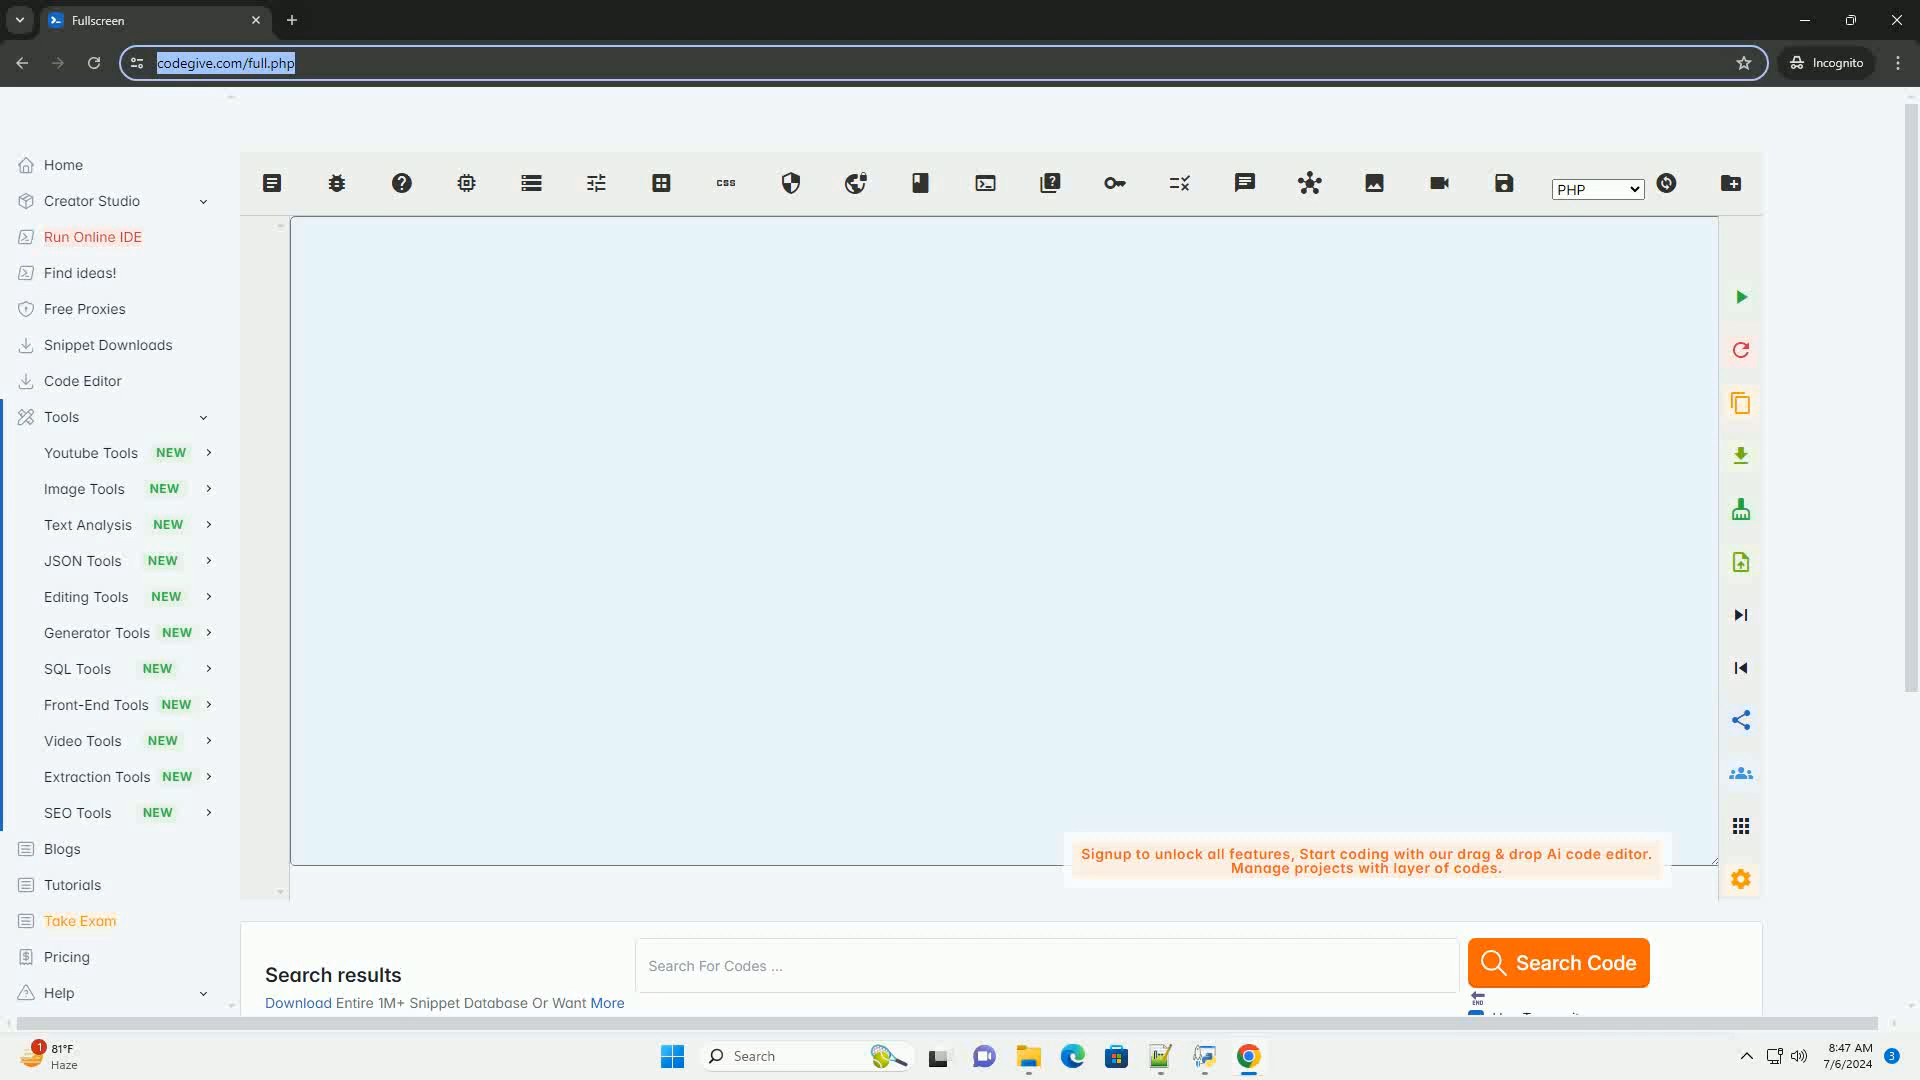 Fullscreen
codegive.com/full.php
Incognito
Home
Creator Studio
Run Online IDE
Find ideas!
Free Proxies
Snippet Downloads
Code Editor
Tools
Youtube Tools NEW
Image Tools NEW
Text Analysis NEW
JSON Tools NEW
Editing Tools NEW
Generator Tools NEW
SQL Tools NEW
Front-End Tools NEW
Video Tools NEW
Extraction Tools NEW
SEO Tools NEW
Blogs
Tutorials
Take Exam
Pricing
Help
CSS
PHP
Signup to unlock all features, Start coding with our drag & drop Ai code editor.
Manage projects with layer of codes.
Search results
Download Entire 1M+ Snippet Database Or Want More
Search For Codes ...
Search Code
END
1
81°F
Haze
Search
8:47 AM
7/6/2024
3